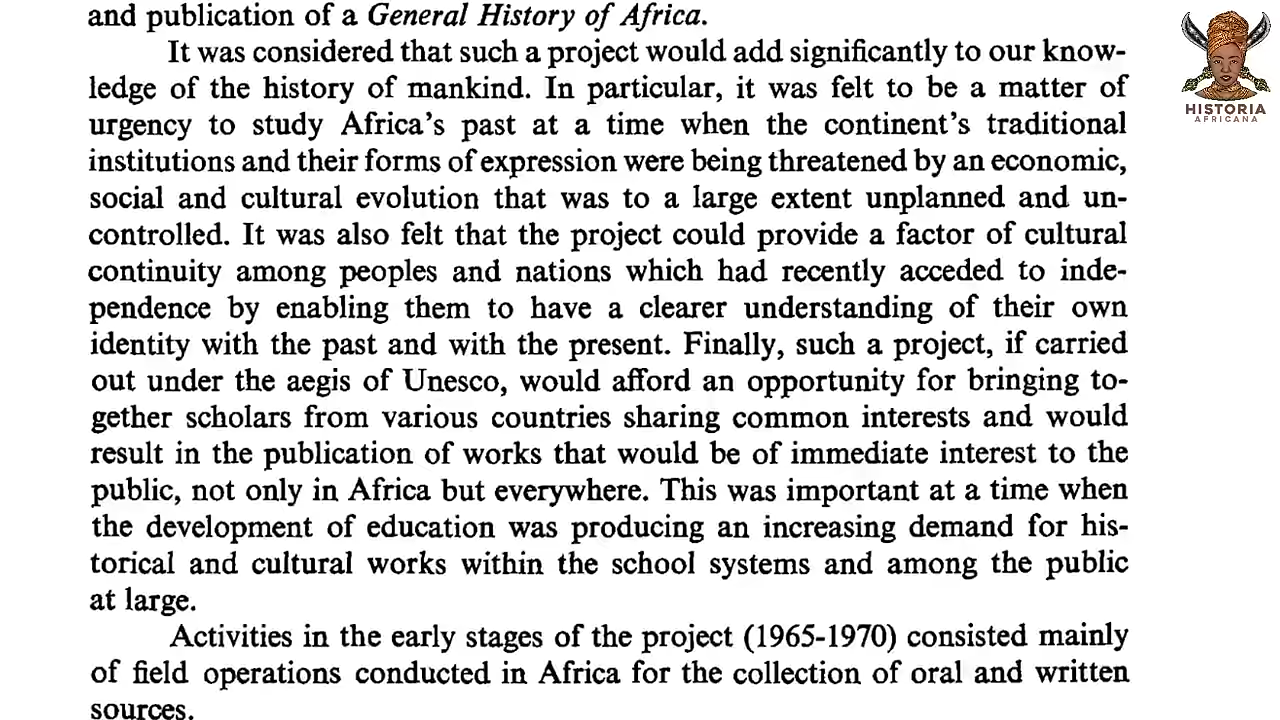 and publication of a General History of Africa.
It was considered that such a project would add significantly to our know-
ledge of the history of mankind. In particular, it was felt to be a matter of
urgency to study Africa's past at a time when the continent's traditional
institutions and their forms of expression were being threatened by an economic,
social and cultural evolution that was to a large extent unplanned and un-
controlled. It was also felt that the project could provide a factor of cultural
continuity among peoples and nations which had recently acceded to inde-
pendence by enabling them to have a clearer understanding of their own
identity with the past and with the present. Finally, such a project, if carried
out under the aegis of Unesco, would afford an opportunity for bringing to-
gether scholars from various countries sharing common interests and would
result in the publication of works that would be of immediate interest to the
public, not only in Africa but everywhere. This was important at a time when
the development of education was producing an increasing demand for his-
torical and cultural works within the school systems and among the public
at large.
Activities in the early stages of the project (1965-1970) consisted mainly
of field operations conducted in Africa for the collection of oral and written
sources.
HISTORIA
AFRICANA